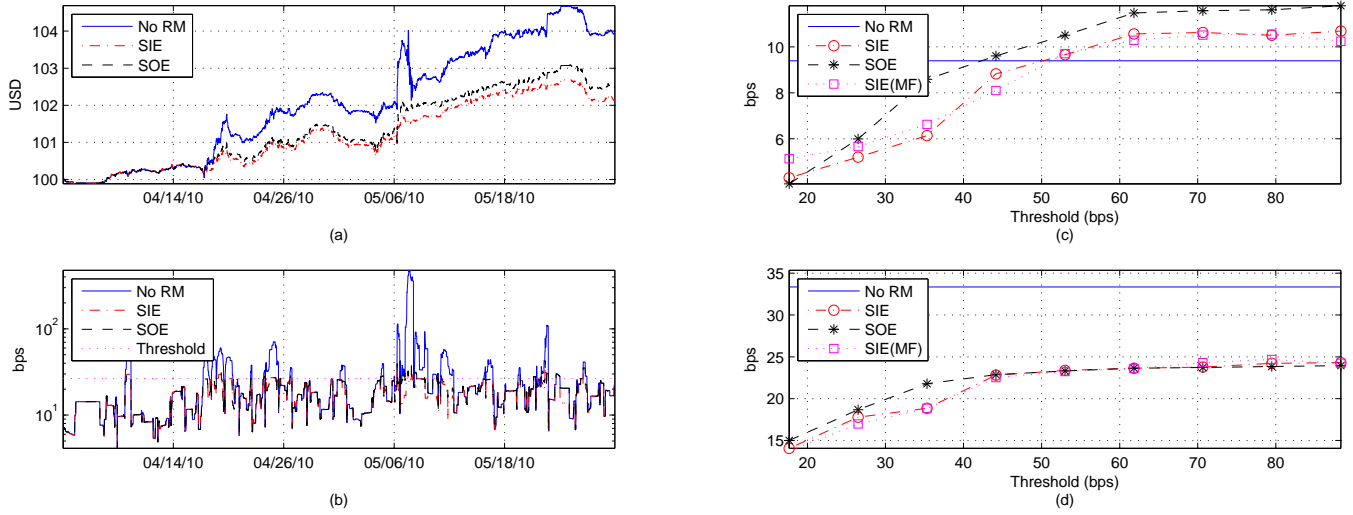 No RM
SIE
SOE
104
103
102
101
100
USD
04/14/10
04/26/10
05/06/10
05/18/10
(a)
No RM
SIE
SOE
Threshold
10^2
10^1
bps
04/14/10
04/26/10
05/06/10
05/18/10
(b)
No RM
SIE
SOE
SIE(MF)
10
8
6
bps
20
30
40
50
60
70
80
Threshold (bps)
(c)
No RM
SIE
SOE
SIE(MF)
35
30
25
20
15
bps
20
30
40
50
60
70
80
Threshold (bps)
(d)